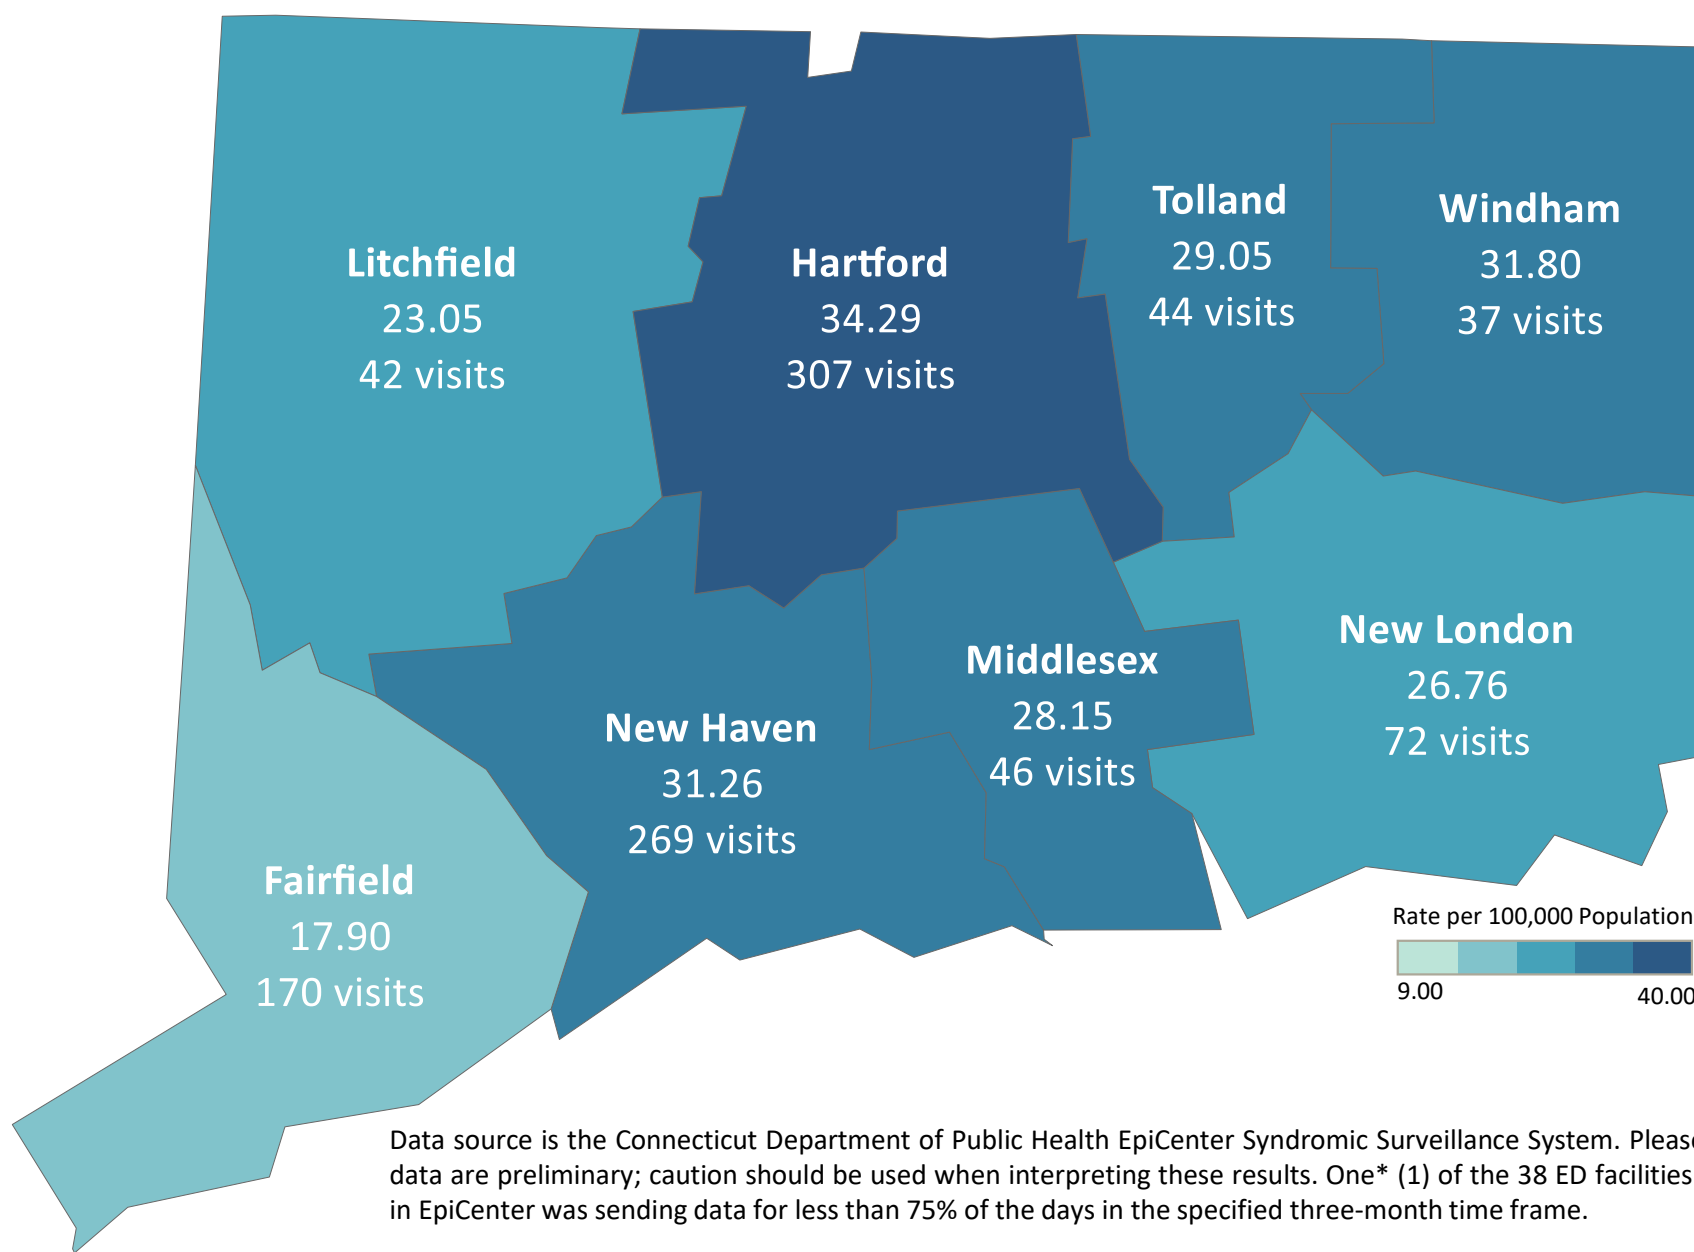 Litchfield
23.05
42 visits
Hartford
34.29
307 visits
Tolland
29.05
44 visits
Windham
31.80
37 visits
New London
26.76
72 visits
Middlesex
28.15
46 visits
New Haven
31.26
269 visits
Fairfield
17.90
170 visits
Rate per 100,000 Population
9.00
40.00
Data source is the Connecticut Department of Public Health EpiCenter Syndromic Surveillance System. Please
data are preliminary; caution should be used when interpreting these results. One* (1) of the 38 ED facilities
in EpiCenter was sending data for less than 75% of the days in the specified three-month time frame.